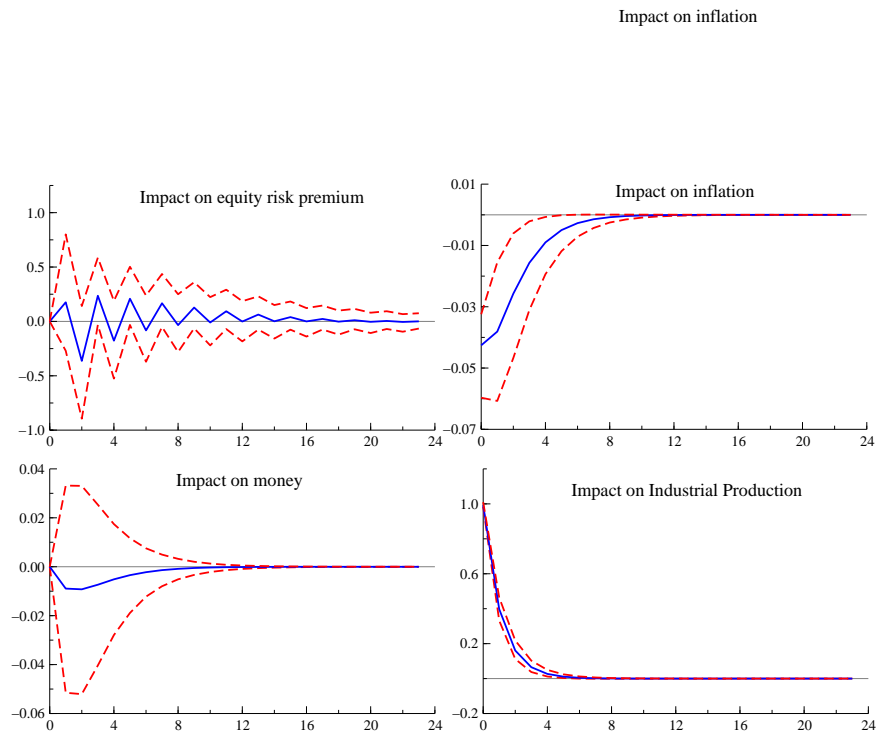 Impact on inflation
Impact on equity risk premium
1.0
0.5
0.0
−0.5
−1.0
0 4 8 12 16 20 24
Impact on inflation
0.01
−0.01
−0.03
−0.05
−0.07
0 4 8 12 16 20 24
Impact on money
0.04
0.02
0.00
−0.02
−0.04
−0.06
0 4 8 12 16 20 24
Impact on Industrial Production
1.0
0.6
0.2
−0.2
0 4 8 12 16 20 24